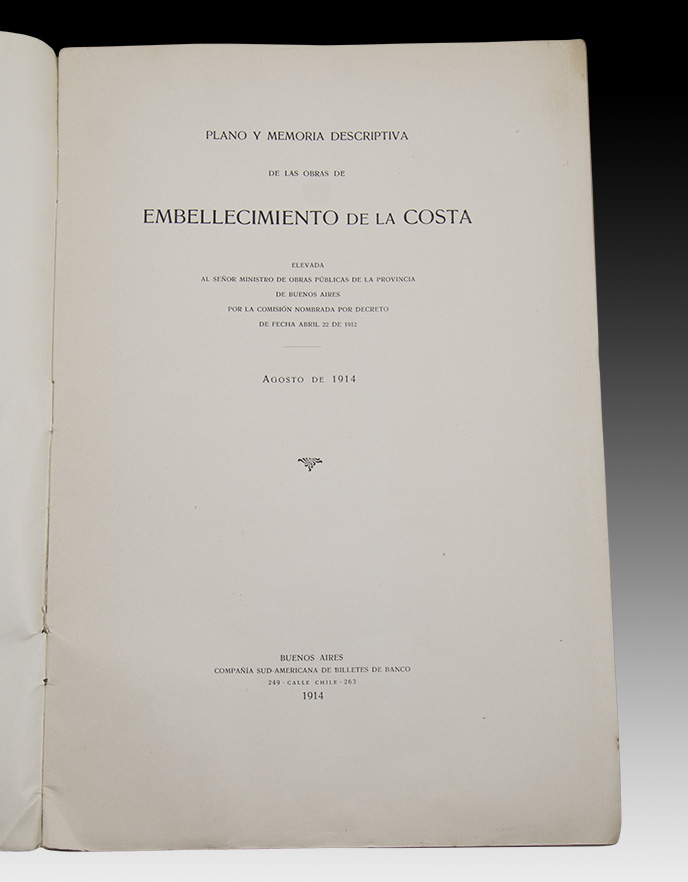 PLANO Y MEMORIA DESCRIPTIVA
DE LAS OBRAS DE
EMBELLECIMIENTO DE LA COSTA
ELEVADA
AL SEÑOR MINISTRO DE OBRAS PÚBLICAS DE LA PROVINCIA
DE BUENOS AIRES
POR LA COMISIÓN NOMBRADA POR DECRETO
DE FECHA ABRIL 22 DE 1912
AGOSTO DE 1914
BUENOS AIRES
COMPAÑÍA SUD-AMERICANA DE BILLETES DE BANCO
249 - CALLE CHILE - 263
1914